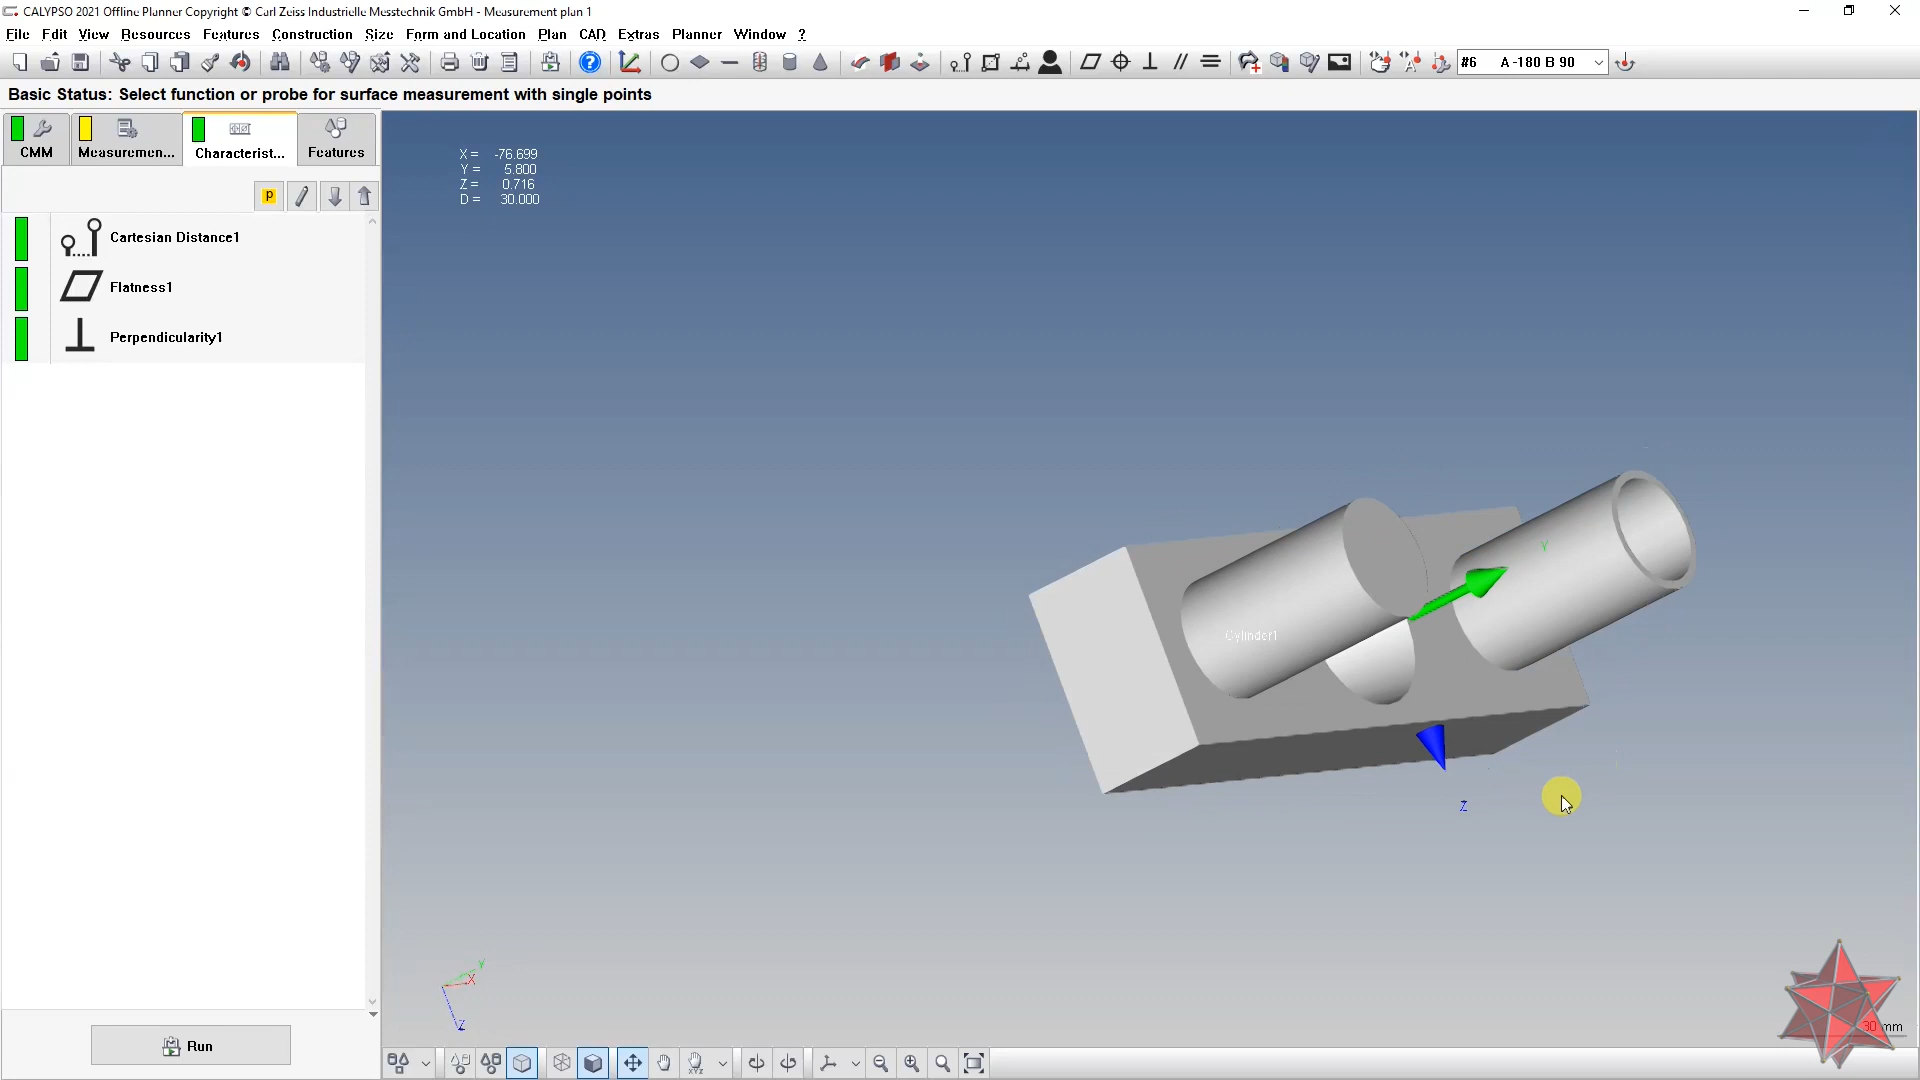 CALYPSO 2021 Offline Planner Copyright © Carl Zeiss Industrielle Messtechnik GmbH - Measurement plan 1
File Edit View Resources Features Construction Size Form and Location Plan CAD Extras Planner Window ?
#6 A -180 B 90
Basic Status: Select function or probe for surface measurement with single points
CMM Measuremen... Characterist... Features
P
Cartesian Distance1
Flatness1
Perpendicularity1
X= -76.699
Y= 5.800
Z= 0.716
D= 30.000
Y
Cylinder1
Z
Y
X
Z
30 mm
Run
XYZ